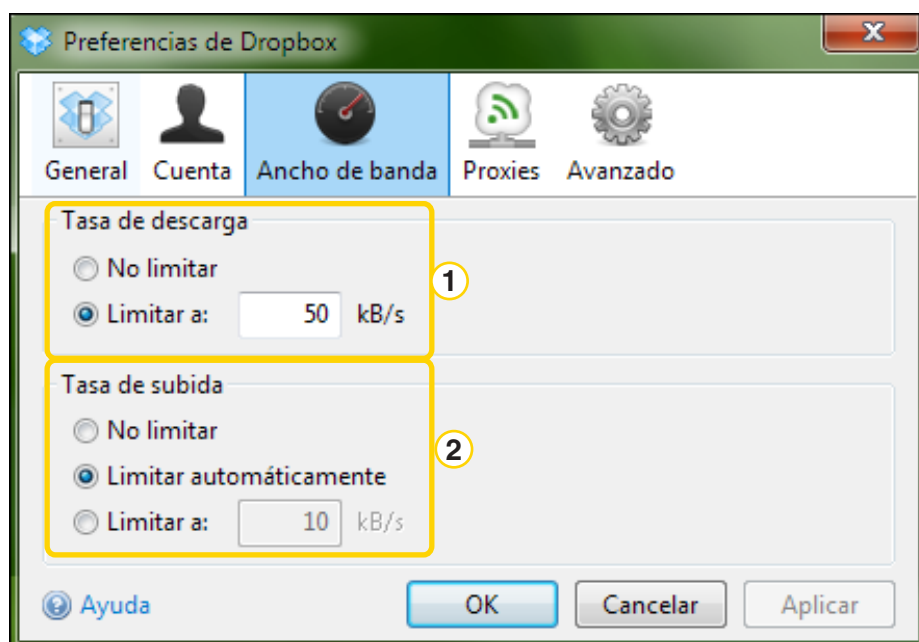 Preferencias de Dropbox
General Cuenta Ancho de banda Proxies Avanzado
Tasa de descarga
No limitar
1
Limitar a: 50 kB/s
Tasa de subida
No limitar
2
Limitar automáticamente
Limitar a: 10 kB/s
Ayuda OK Cancelar Aplicar